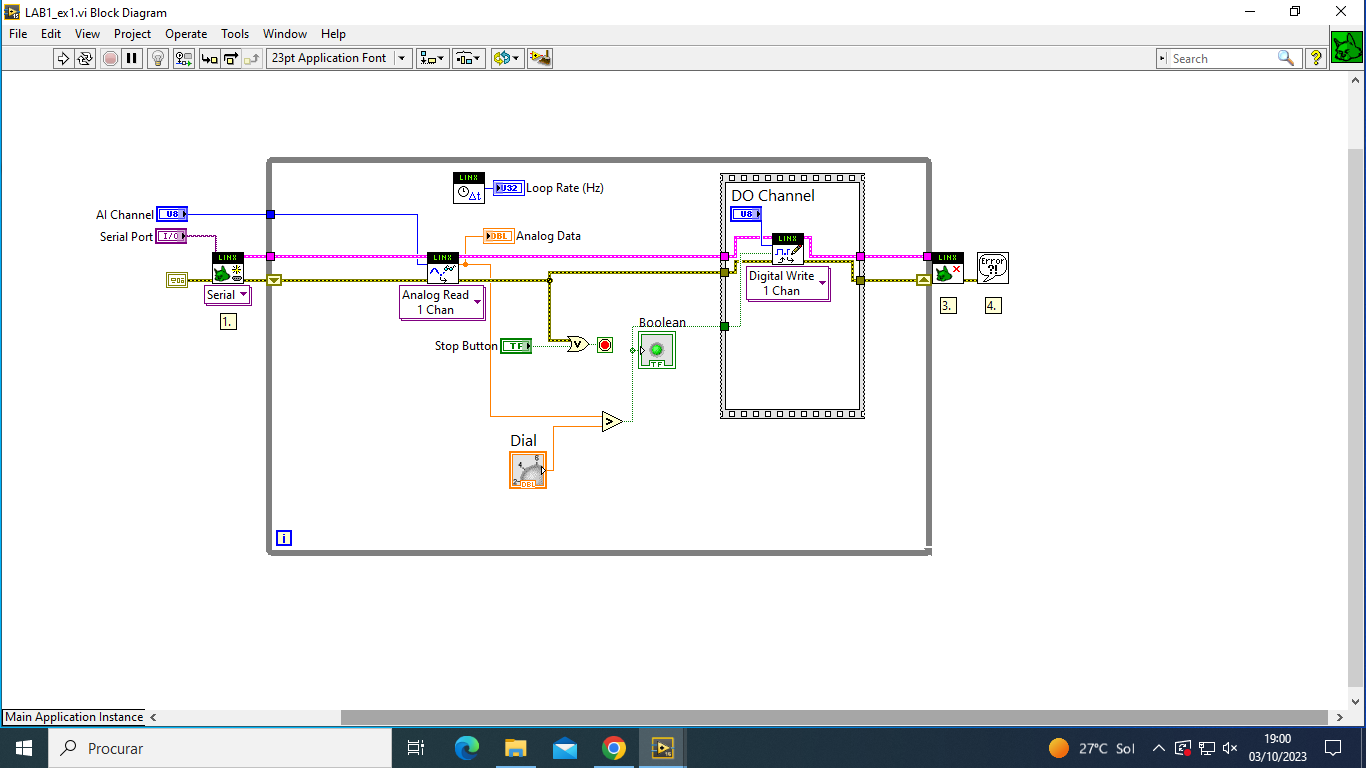 LAB1_ex1.vi Block Diagram
File Edit View Project Operate Tools Window Help
23pt Application Font
Search
LINX
U32 Loop Rate (Hz)
DO Channel
U8
AI Channel U8
Serial Port I/O
DBL Analog Data
LINX
LINX
LINX
LINX
Error
?!
Serial
Analog Read
1 Chan
Digital Write
1 Chan
1.
3.
4.
Boolean
TF
Stop Button TF
V
>
Dial
2 4 6
DBL
i
Main Application Instance
Procurar
27°C Sol
19:00
03/10/2023